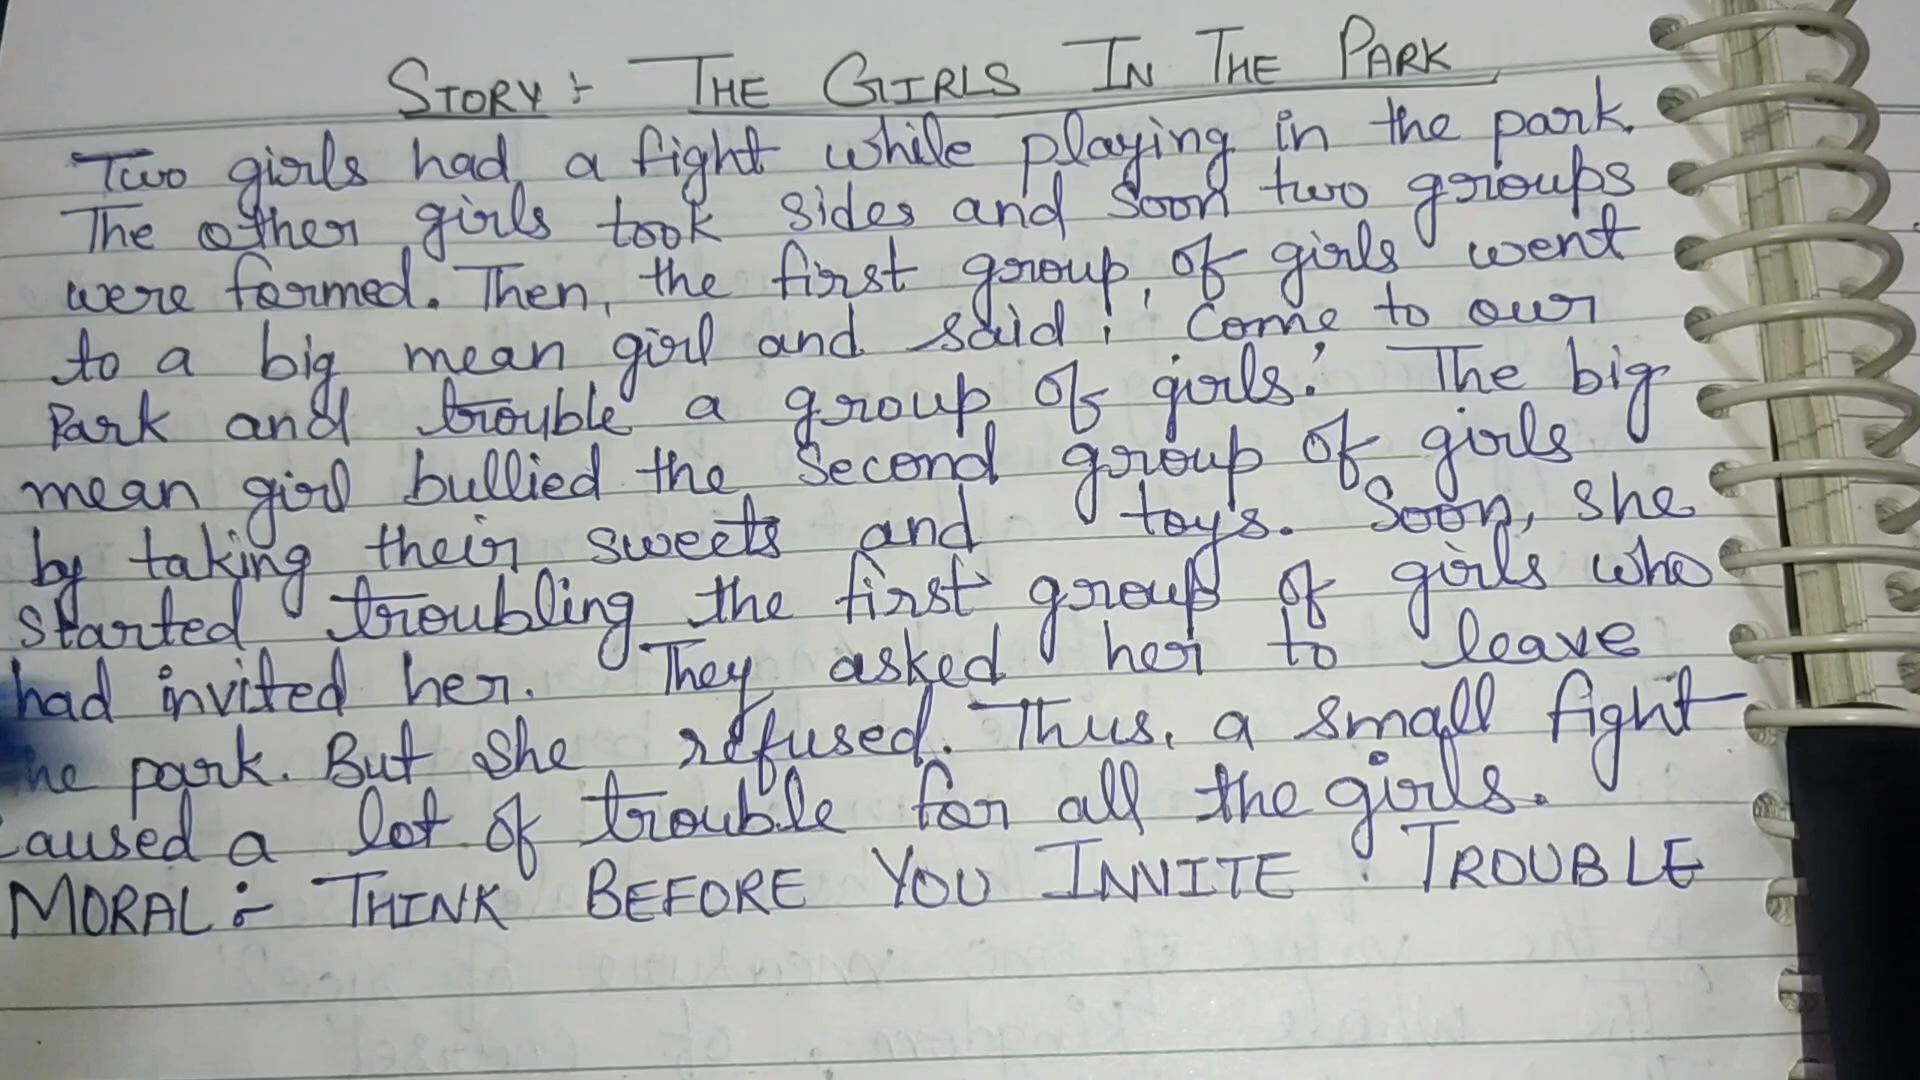 STORY :- THE GIRLS IN THE PARK
Two girls had a fight while playing in the park.
The other girls took sides and soon two groups
were formed. Then, the first group of girls went
to a big mean girl and said : 'Come to our
Park and trouble a group of girls.' The big
mean girl bullied the second group of girls
by taking their sweets and toys. Soon, she
started troubling the first group of girls who
had invited her. They asked her to leave
he park. But she refused. Thus, a small fight
caused a lot of trouble for all the girls.
MORAL :- THINK BEFORE YOU INVITE TROUBLE